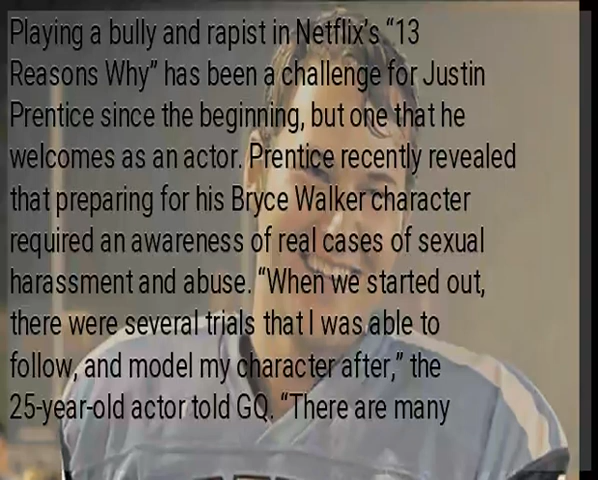 Playing a bully and rapist in Netflix's “13
Reasons Why” has been a challenge for Justin
Prentice since the beginning, but one that he
welcomes as an actor. Prentice recently revealed
that preparing for his Bryce Walker character
required an awareness of real cases of sexual
harassment and abuse. “When we started out,
there were several trials that I was able to
follow, and model my character after,” the
25-year-old actor told GQ. “There are many